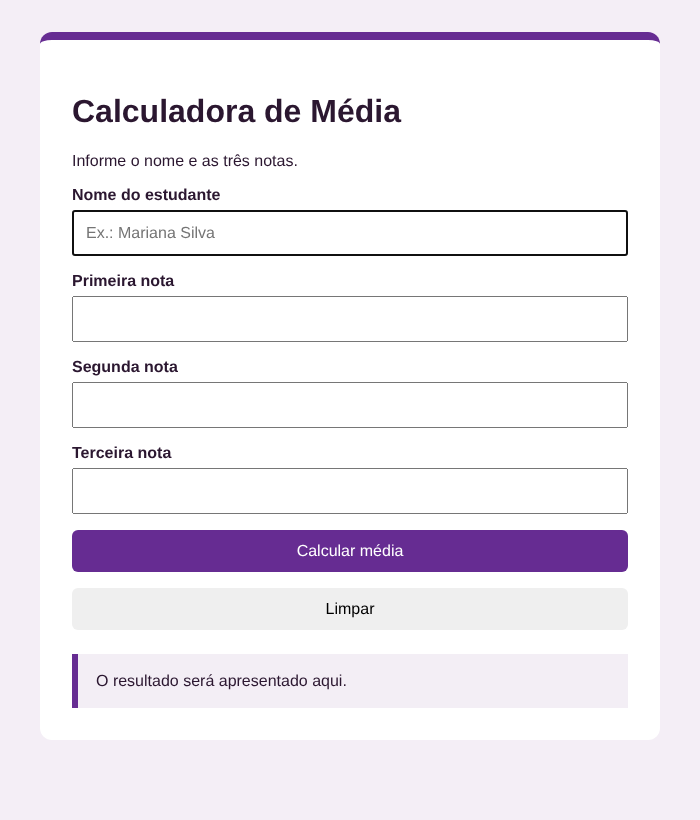 Calculadora de Média
Informe o nome e as três notas.
Nome do estudante
Ex.: Mariana Silva
Primeira nota
Segunda nota
Terceira nota
Calcular média
Limpar
O resultado será apresentado aqui.